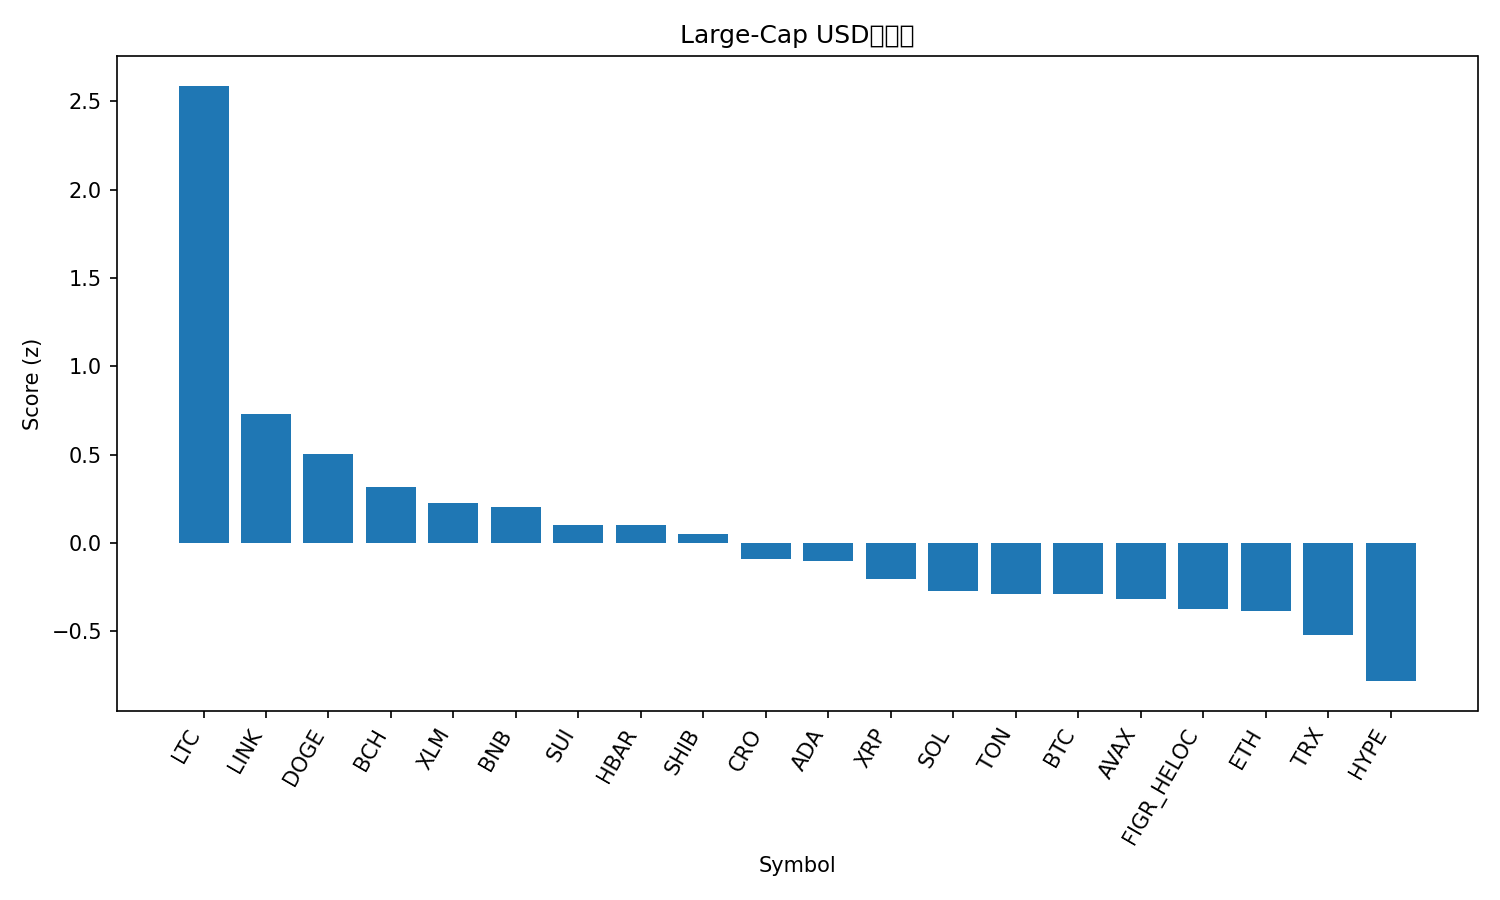 Large-Cap USD
Score (z)
2.5
2.0
1.5
1.0
0.5
0.0
−0.5
LTC
LINK
DOGE
BCH
XLM
BNB
SUI
HBAR
SHIB
CRO
ADA
XRP
SOL
TON
BTC
AVAX
FIGR_HELOC
ETH
TRX
HYPE
Symbol